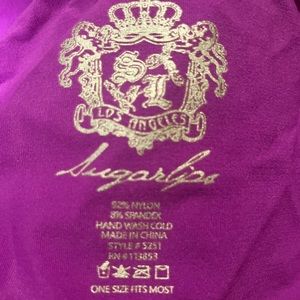 S L
LOS ANGELES
Sugarlips
92% NYLON
8% SPANDEX
HAND WASH COLD
MADE IN CHINA
STYLE # 5251
RN # 113853
ONE SIZE FITS MOST